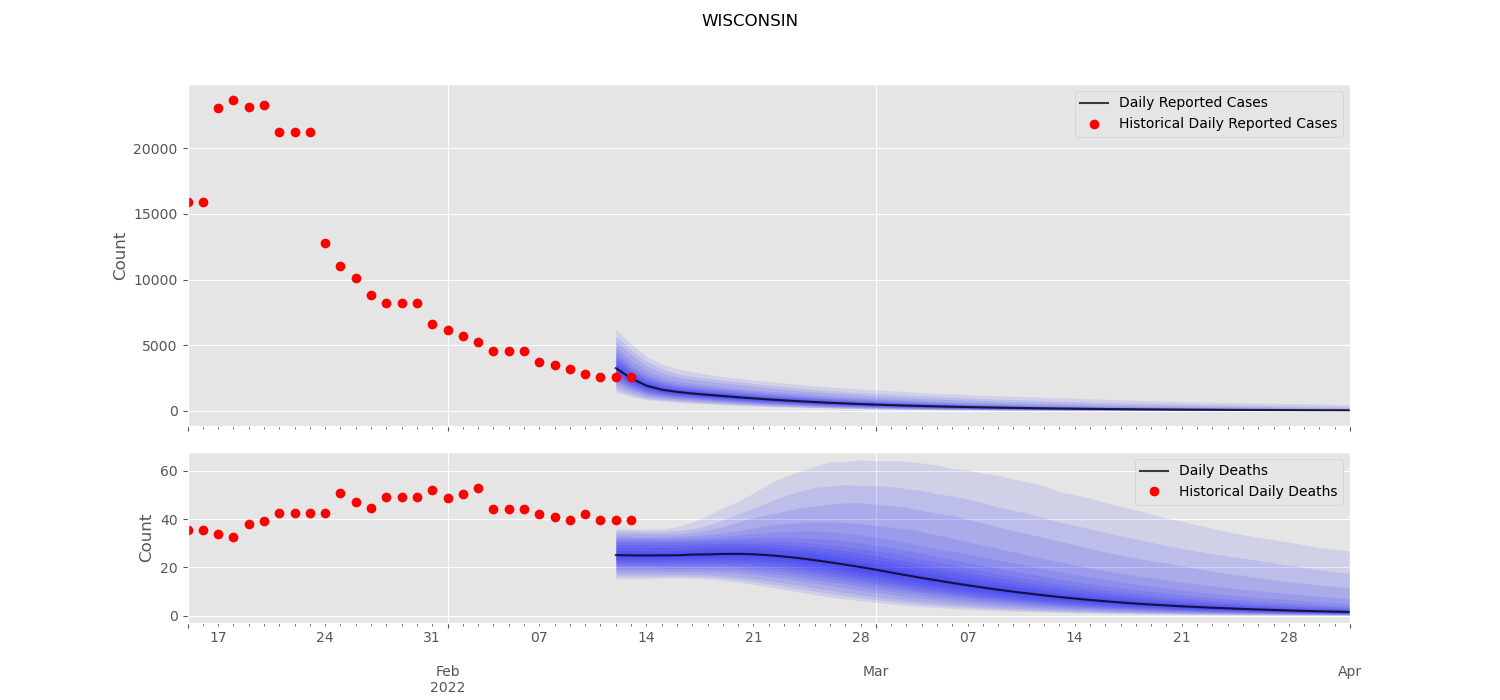 WISCONSIN
Daily Reported Cases
Historical Daily Reported Cases
Count
20000
15000
10000
5000
0
Daily Deaths
Historical Daily Deaths
Count
60
40
20
0
17 24 31 07 14 21 28 07 14 21 28
Feb Mar Apr
2022